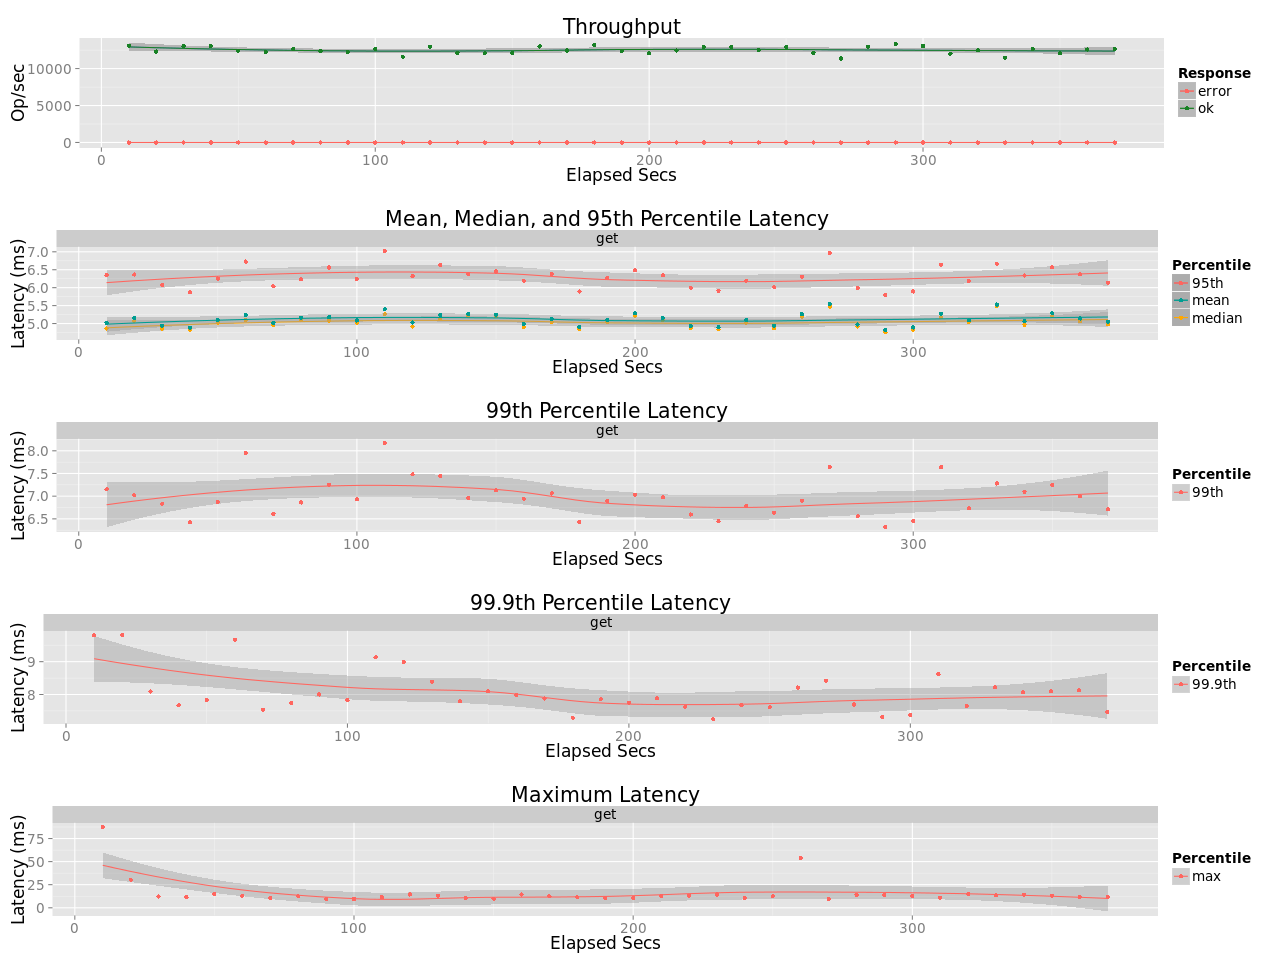 Throughput
Op/sec
10000
5000
0
0 100 200 300
Elapsed Secs
Response
error
ok
Mean, Median, and 95th Percentile Latency
get
Latency (ms)
7.0
6.5
6.0
5.5
5.0
0 100 200 300
Elapsed Secs
Percentile
95th
mean
median
99th Percentile Latency
get
Latency (ms)
8.0
7.5
7.0
6.5
0 100 200 300
Elapsed Secs
Percentile
99th
99.9th Percentile Latency
get
Latency (ms)
9
8
0 100 200 300
Elapsed Secs
Percentile
99.9th
Maximum Latency
get
Latency (ms)
75
50
25
0
0 100 200 300
Elapsed Secs
Percentile
max